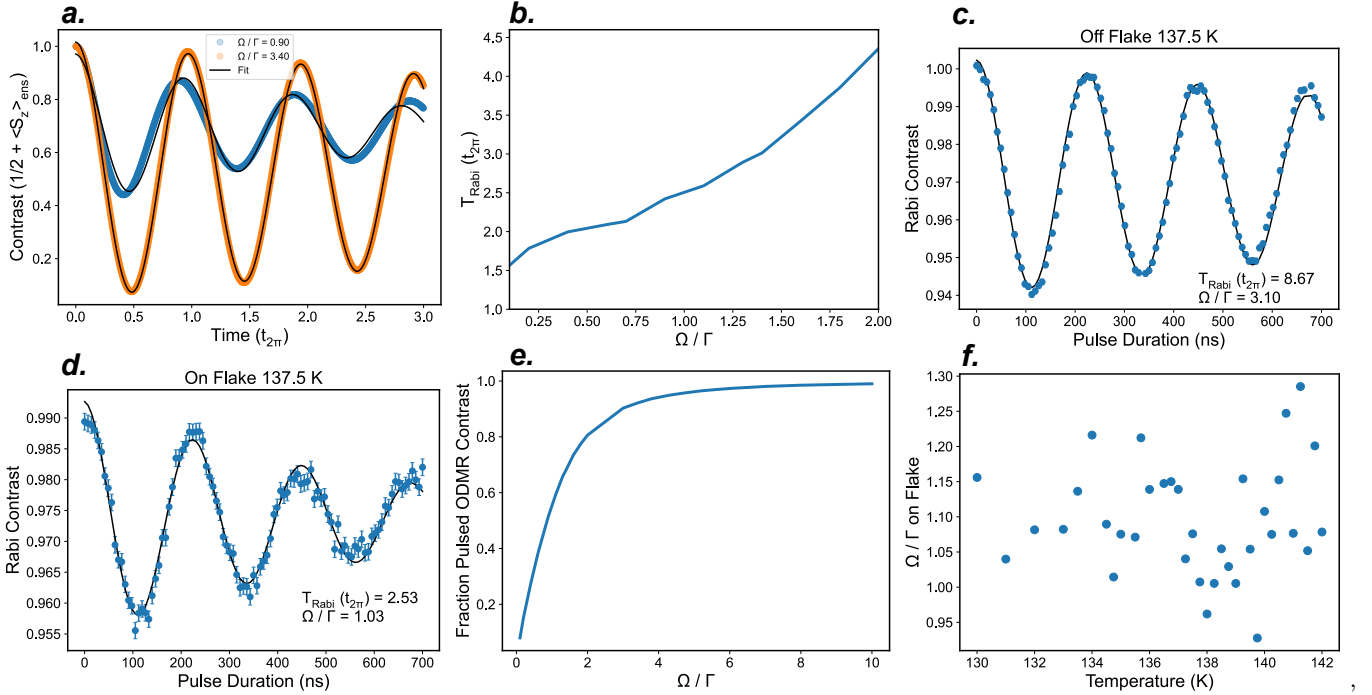 a.
Ω / Γ = 0.90
Ω / Γ = 3.40
Fit
Contrast (1/2 + <S_z>_ens)
1.0
0.8
0.6
0.4
0.2
0.0 0.5 1.0 1.5 2.0 2.5 3.0
Time (t_2π)
b.
T_Rabi (t_2π)
4.5
4.0
3.5
3.0
2.5
2.0
1.5
1.0
0.25 0.50 0.75 1.00 1.25 1.50 1.75 2.00
Ω / Γ
c.
Off Flake 137.5 K
Rabi Contrast
1.00
0.99
0.98
0.97
0.96
0.95
0.94
T_Rabi (t_2π) = 8.67
Ω / Γ = 3.10
0 100 200 300 400 500 600 700
Pulse Duration (ns)
d.
On Flake 137.5 K
Rabi Contrast
0.990
0.985
0.980
0.975
0.970
0.965
0.960
0.955
T_Rabi (t_2π) = 2.53
Ω / Γ = 1.03
0 100 200 300 400 500 600 700
Pulse Duration (ns)
e.
Fraction Pulsed ODMR Contrast
1.0
0.8
0.6
0.4
0.2
0 2 4 6 8 10
Ω / Γ
f.
Ω / Γ on Flake
1.30
1.25
1.20
1.15
1.10
1.05
1.00
0.95
130 132 134 136 138 140 142
Temperature (K)
,